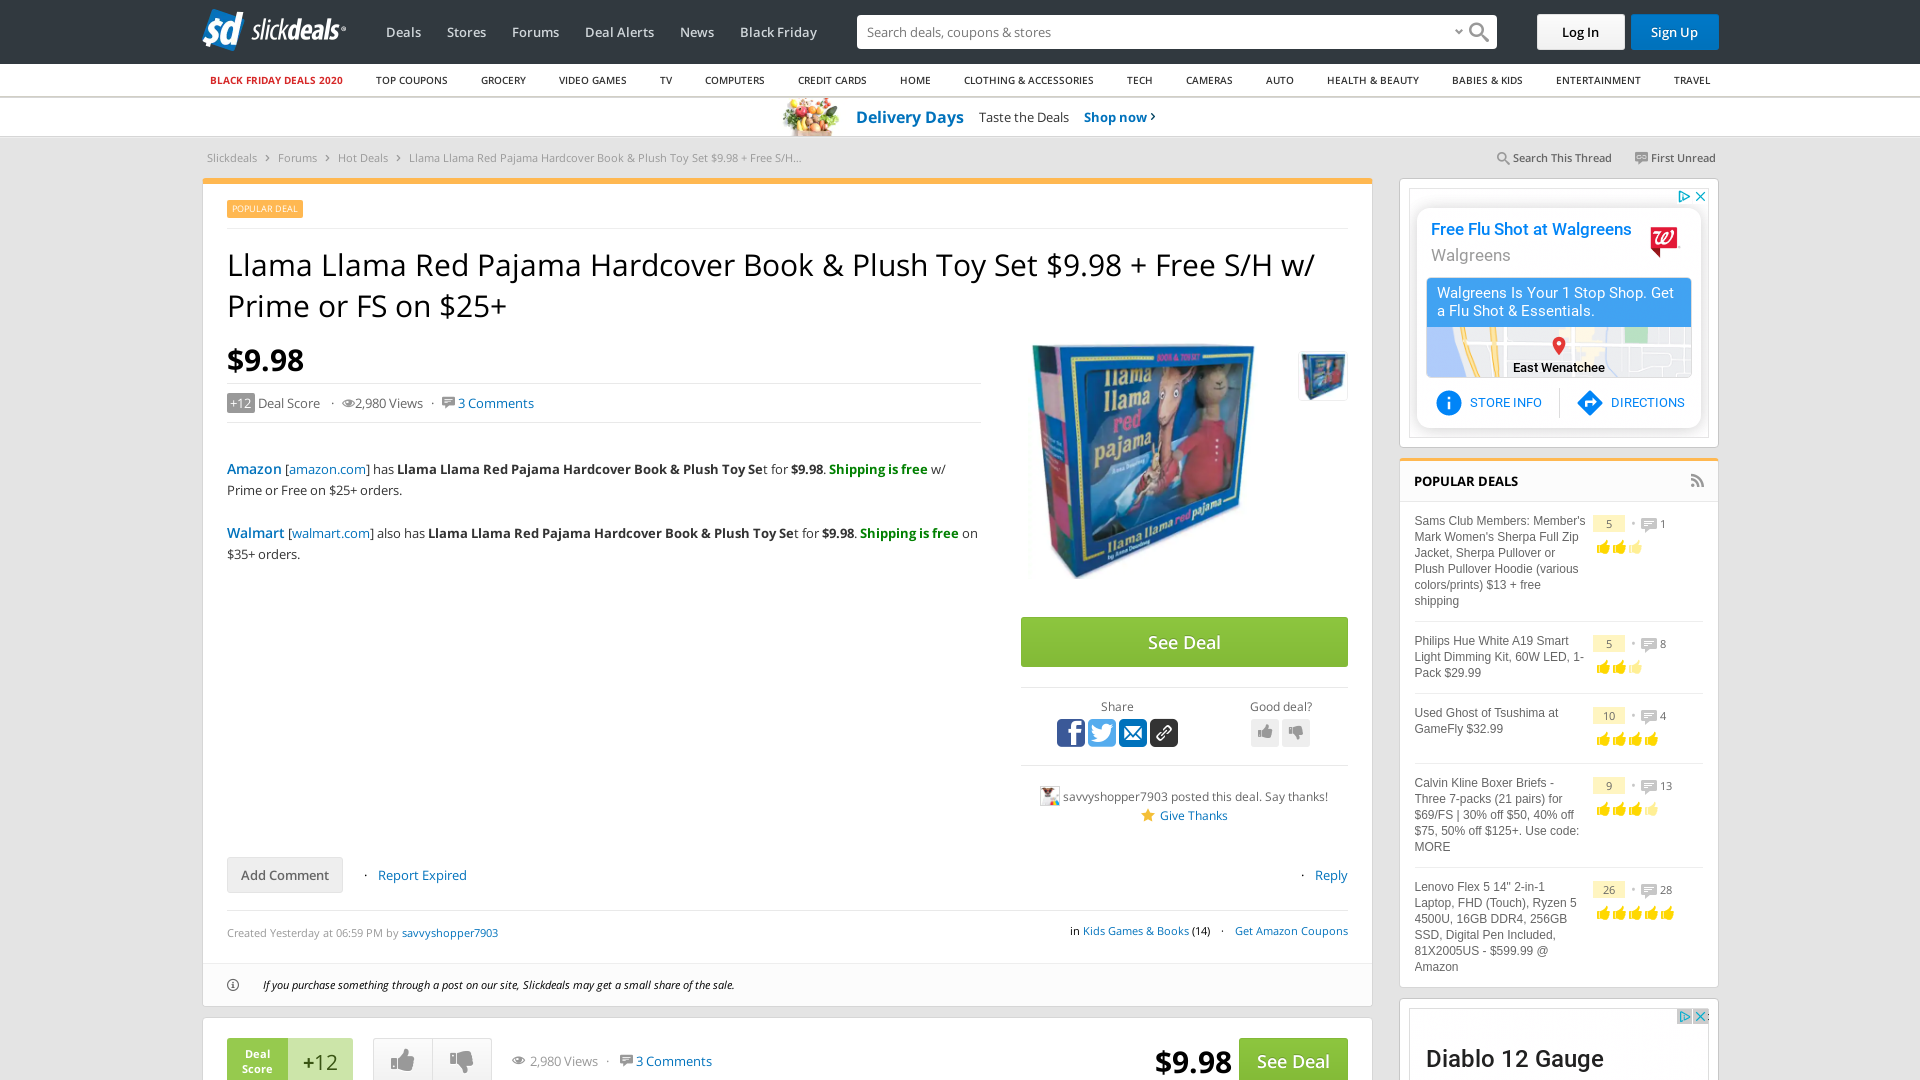 slickdeals
Deals
Stores
Forums
Deal Alerts
News
Black Friday
Search deals, coupons & stores
Log In
Sign Up
BLACK FRIDAY DEALS 2020
TOP COUPONS
GROCERY
VIDEO GAMES
TV
COMPUTERS
CREDIT CARDS
HOME
CLOTHING & ACCESSORIES
TECH
CAMERAS
AUTO
HEALTH & BEAUTY
BABIES & KIDS
ENTERTAINMENT
TRAVEL
Delivery Days Taste the Deals Shop now ›
Slickdeals › Forums › Hot Deals › Llama Llama Red Pajama Hardcover Book & Plush Toy Set $9.98 + Free S/H...
Search This Thread
First Unread
POPULAR DEAL
Llama Llama Red Pajama Hardcover Book & Plush Toy Set $9.98 + Free S/H w/
Prime or FS on $25+
$9.98
+12 Deal Score · 2,980 Views · 3 Comments
Amazon [amazon.com] has Llama Llama Red Pajama Hardcover Book & Plush Toy Set for $9.98. Shipping is free w/
Prime or Free on $25+ orders.
Walmart [walmart.com] also has Llama Llama Red Pajama Hardcover Book & Plush Toy Set for $9.98. Shipping is free on
$35+ orders.
BOOK & TOY SET
llama
llama
red
pajama
Anna Dewdney
llama llama red pajama
by Anna Dewdney
See Deal
Share
Good deal?
savvyshopper7903 posted this deal. Say thanks!
Give Thanks
Add Comment
· Report Expired
· Reply
Created Yesterday at 06:59 PM by savvyshopper7903
in Kids Games & Books (14) · Get Amazon Coupons
If you purchase something through a post on our site, Slickdeals may get a small share of the sale.
Deal
Score
+12
2,980 Views · 3 Comments
$9.98
See Deal
Free Flu Shot at Walgreens
Walgreens
Walgreens Is Your 1 Stop Shop. Get
a Flu Shot & Essentials.
East Wenatchee
STORE INFO
DIRECTIONS
POPULAR DEALS
Sams Club Members: Member's
Mark Women's Sherpa Full Zip
Jacket, Sherpa Pullover or
Plush Pullover Hoodie (various
colors/prints) $13 + free
shipping
5 • 1
Philips Hue White A19 Smart
Light Dimming Kit, 60W LED, 1-
Pack $29.99
5 • 8
Used Ghost of Tsushima at
GameFly $32.99
10 • 4
Calvin Kline Boxer Briefs -
Three 7-packs (21 pairs) for
$69/FS | 30% off $50, 40% off
$75, 50% off $125+. Use code:
MORE
9 • 13
Lenovo Flex 5 14" 2-in-1
Laptop, FHD (Touch), Ryzen 5
4500U, 16GB DDR4, 256GB
SSD, Digital Pen Included,
81X2005US - $599.99 @
Amazon
26 • 28
Diablo 12 Gauge